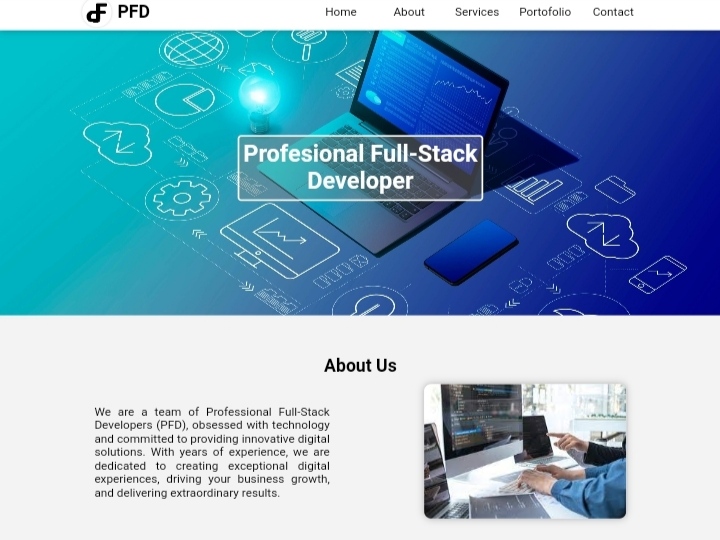 PFD
Home About Services Portofolio Contact
Profesional Full-Stack
Developer
About Us
We are a team of Professional Full-Stack
Developers (PFD), obsessed with technology
and committed to providing innovative digital
solutions. With years of experience, we are
dedicated to creating exceptional digital
experiences, driving your business growth,
and delivering extraordinary results.